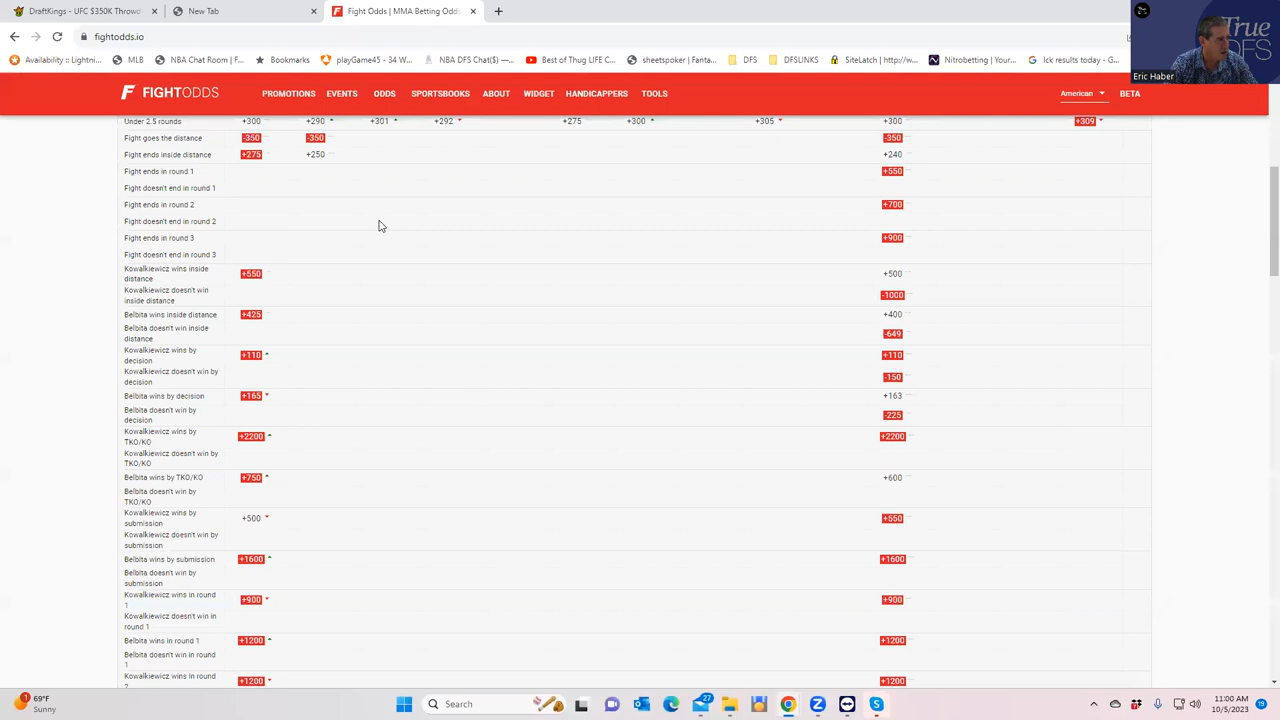 DraftKings - UFC $350K Throwd
New Tab
Fight Odds | MMA Betting Odds
fightodds.io
Availability :: Lightni...
MLB
NBA Chat Room - F...
Bookmarks
playGame45 - 34 W...
NBA DFS Chat($) —...
Best of Thug LIFE C...
sheetspoker | Fanta...
DFS
DFSLINKS
SiteLatch | http://w...
Nitrobetting | Your...
Ick results today - G...
True
DFS
Eric Haber
FIGHTODDS
PROMOTIONS EVENTS ODDS SPORTSBOOKS ABOUT WIDGET HANDICAPPERS TOOLS
American
BETA
Under 2.5 rounds +300 +290 +301 +292 +275 +300 +305 +300 +309
Fight goes the distance -350 -350 -350
Fight ends inside distance +275 +250 +240
Fight ends in round 1 +550
Fight doesn't end in round 1
Fight ends in round 2 +700
Fight doesn't end in round 2
Fight ends in round 3 +900
Fight doesn't end in round 3
Kowalkiewicz wins inside
distance +550 +500
Kowalkiewicz doesn't win
inside distance -1000
Belbita wins inside distance +425 +400
Belbita doesn't win inside
distance -649
Kowalkiewicz wins by
decision +110 +110
Kowalkiewicz doesn't win by
decision -150
Belbita wins by decision +165 +163
Belbita doesn't win by
decision -225
Kowalkiewicz wins by
TKO/KO +2200 +2200
Kowalkiewicz doesn't win by
TKO/KO
Belbita wins by TKO/KO +750 +600
Belbita doesn't win by
TKO/KO
Kowalkiewicz wins by
submission +500 +550
Kowalkiewicz doesn't win by
submission
Belbita wins by submission +1600 +1600
Belbita doesn't win by
submission
Kowalkiewicz wins in round
1 +900 +900
Kowalkiewicz doesn't win in
round 1
Belbita wins in round 1 +1200 +1200
Belbita doesn't win in round
1
Kowalkiewicz wins in round
2 +1200 +1200
1
69°F
Sunny
Search
27
11:00 AM
10/5/2023
19